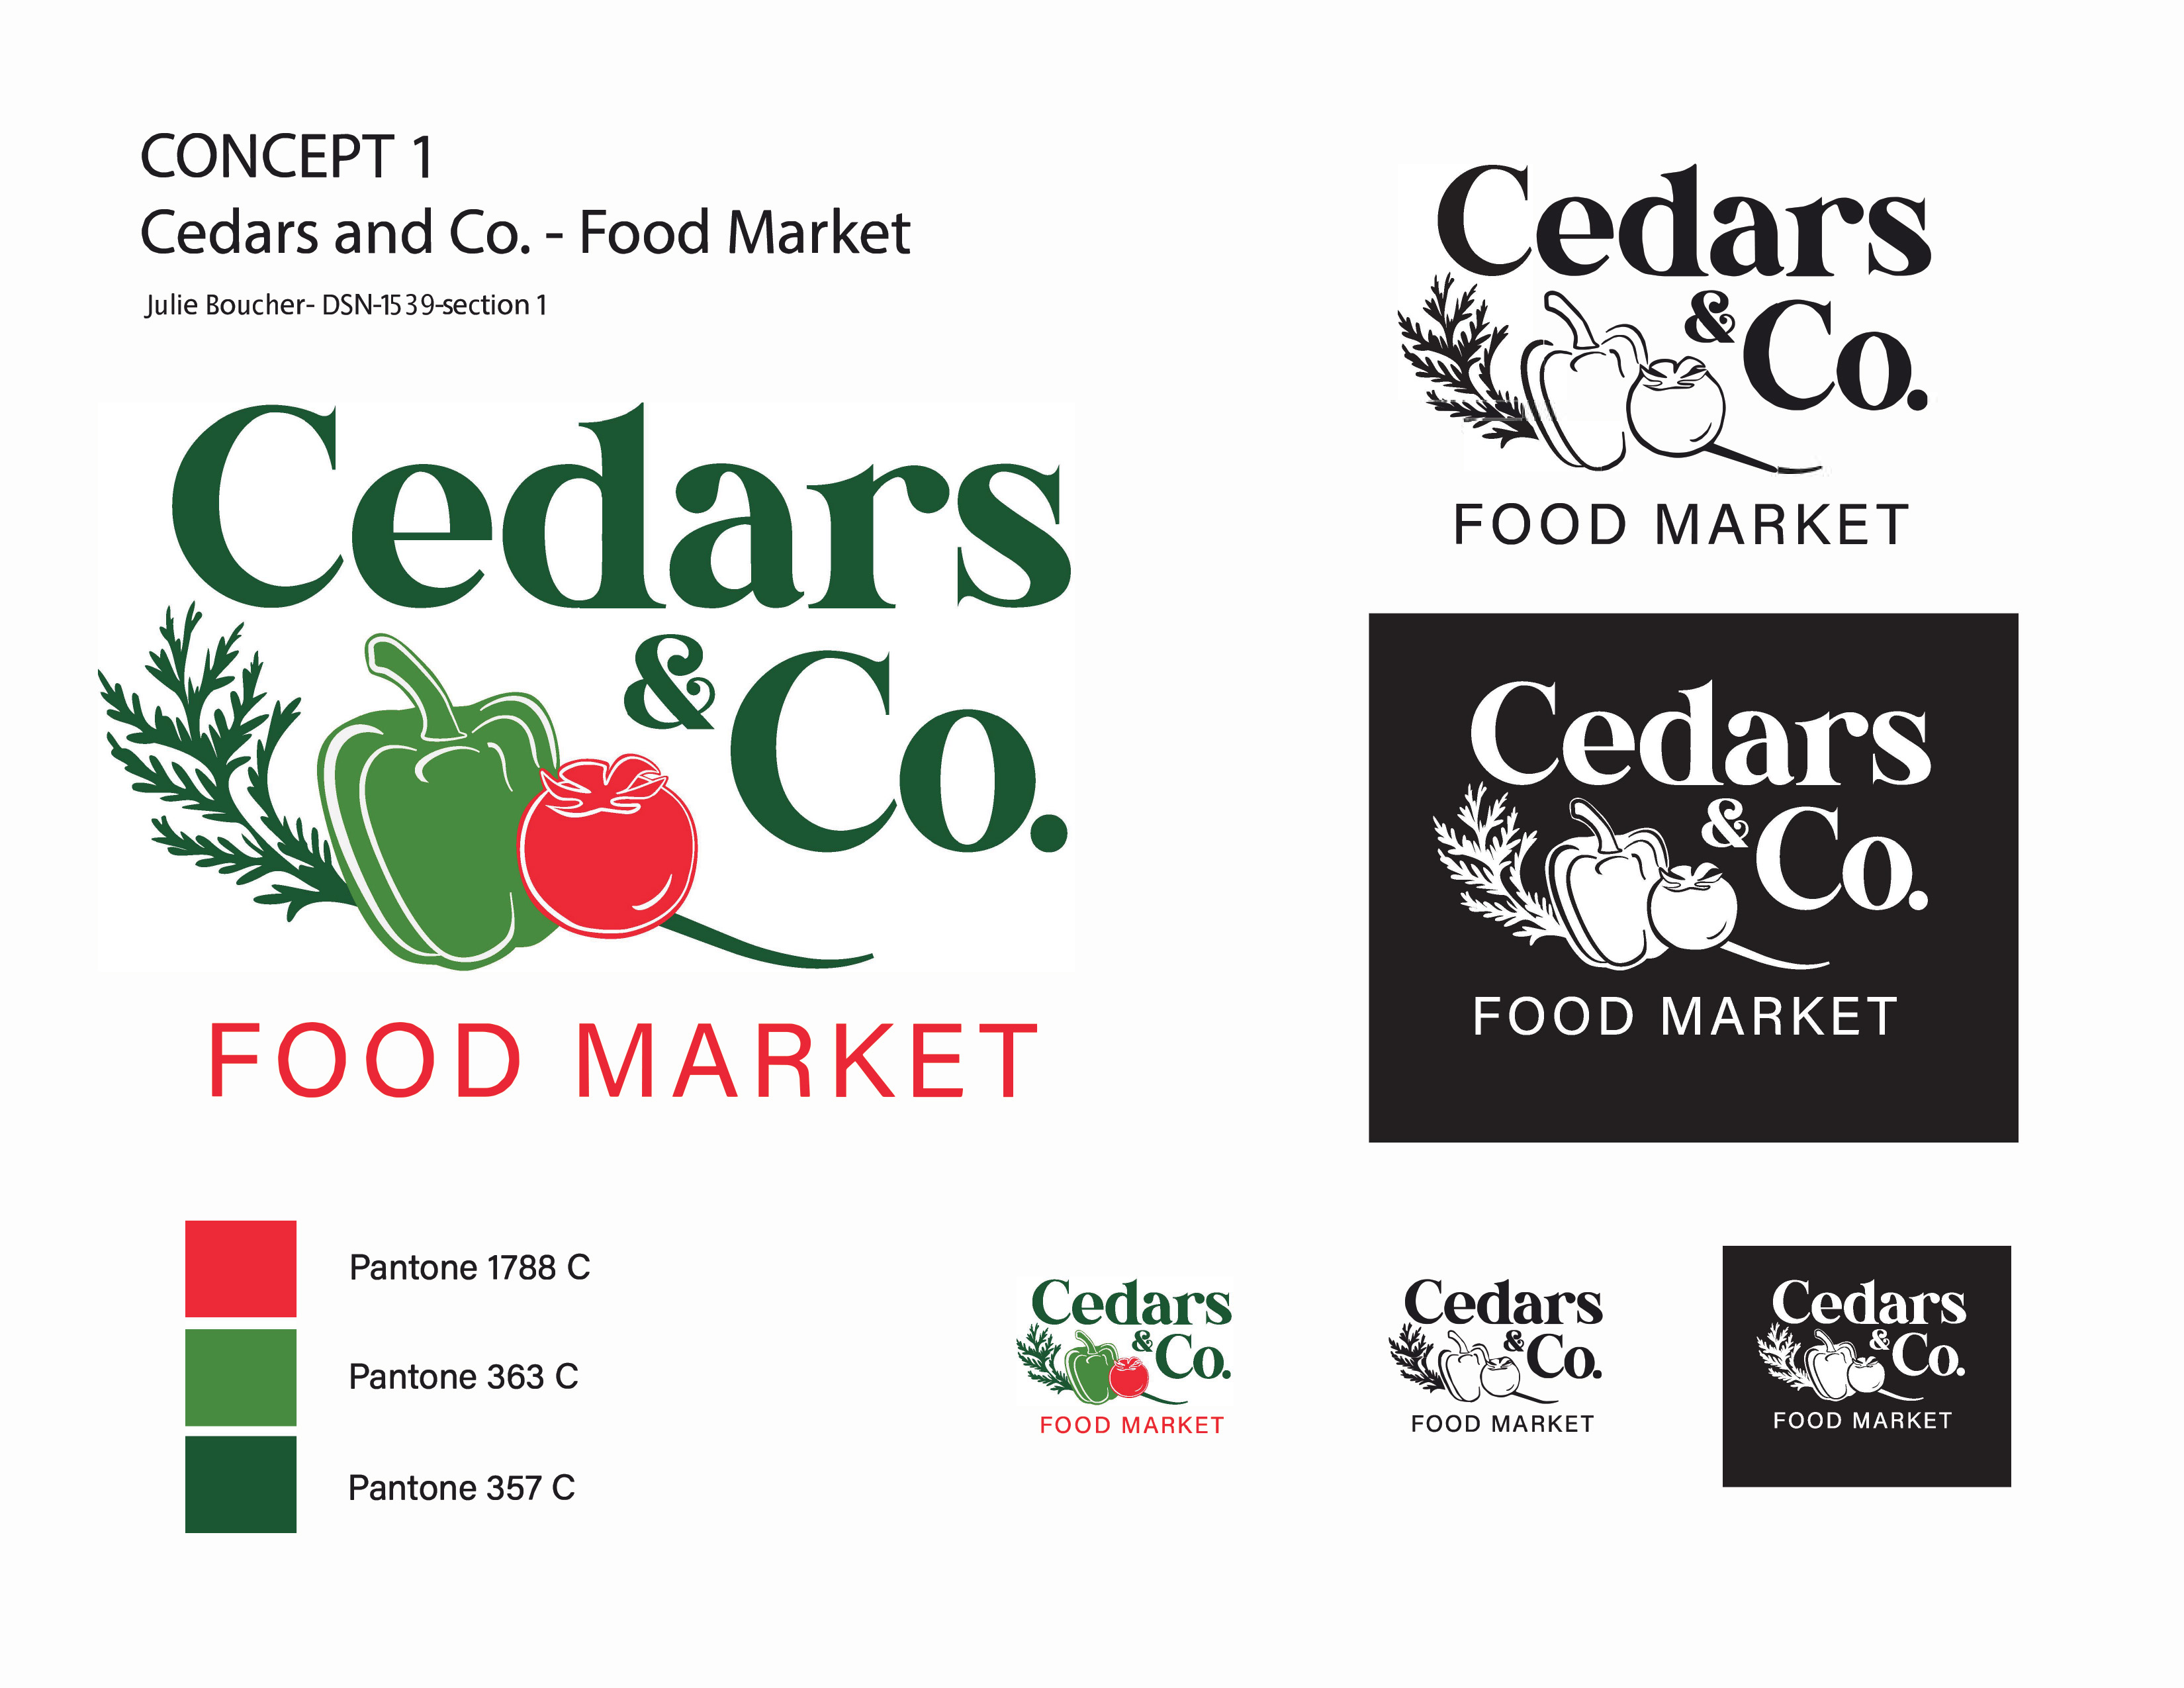 CONCEPT 1
Cedars and Co. - Food Market
Julie Boucher- DSN-1539-section 1
Cedars
& Co.
FOOD MARKET
Cedars
& Co.
FOOD MARKET
Cedars
& Co.
FOOD MARKET
Pantone 1788 C
Pantone 363 C
Pantone 357 C
Cedars
& Co.
FOOD MARKET
Cedars
& Co.
FOOD MARKET
Cedars
& Co.
FOOD MARKET